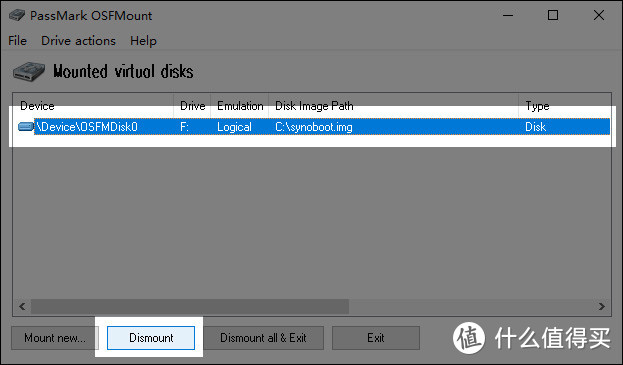 PassMark OSFMount
File Drive actions Help
Mounted virtual disks
Device Drive Emulation Disk Image Path Type
\Device\OSFMDisk0 F: Logical C:\synoboot.img Disk
Mount new... Dismount Dismount all & Exit Exit
值 什么值得买